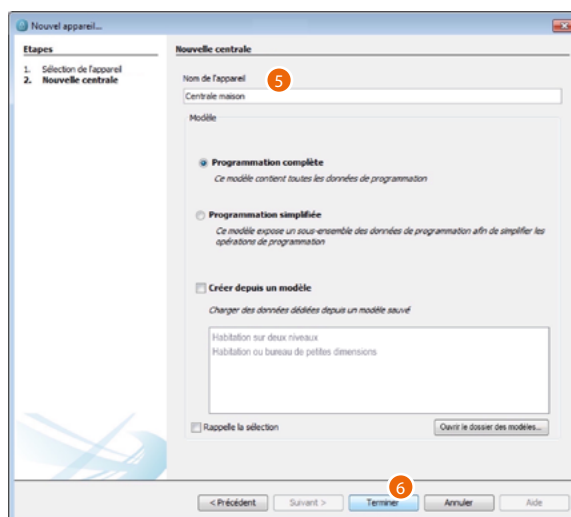 Nouvel appareil...
Etapes
1. Sélection de l'appareil
2. Nouvelle centrale
Nouvelle centrale
Nom de l'appareil
5
Centrale maison
Modèle
Programmation complète
Ce modèle contient toutes les données de programmation
Programmation simplifiée
Ce modèle expose un sous-ensemble des données de programmation afin de simplifier les
opérations de programmation
Créer depuis un modèle
Charger des données dédiées depuis un modèle sauvé
Habitation sur deux niveaux
Habitation ou bureau de petites dimensions
Rappelle la sélection
Ouvrir le dossier des modèles...
6
< Précédent
Suivant >
Terminer
Annuler
Aide